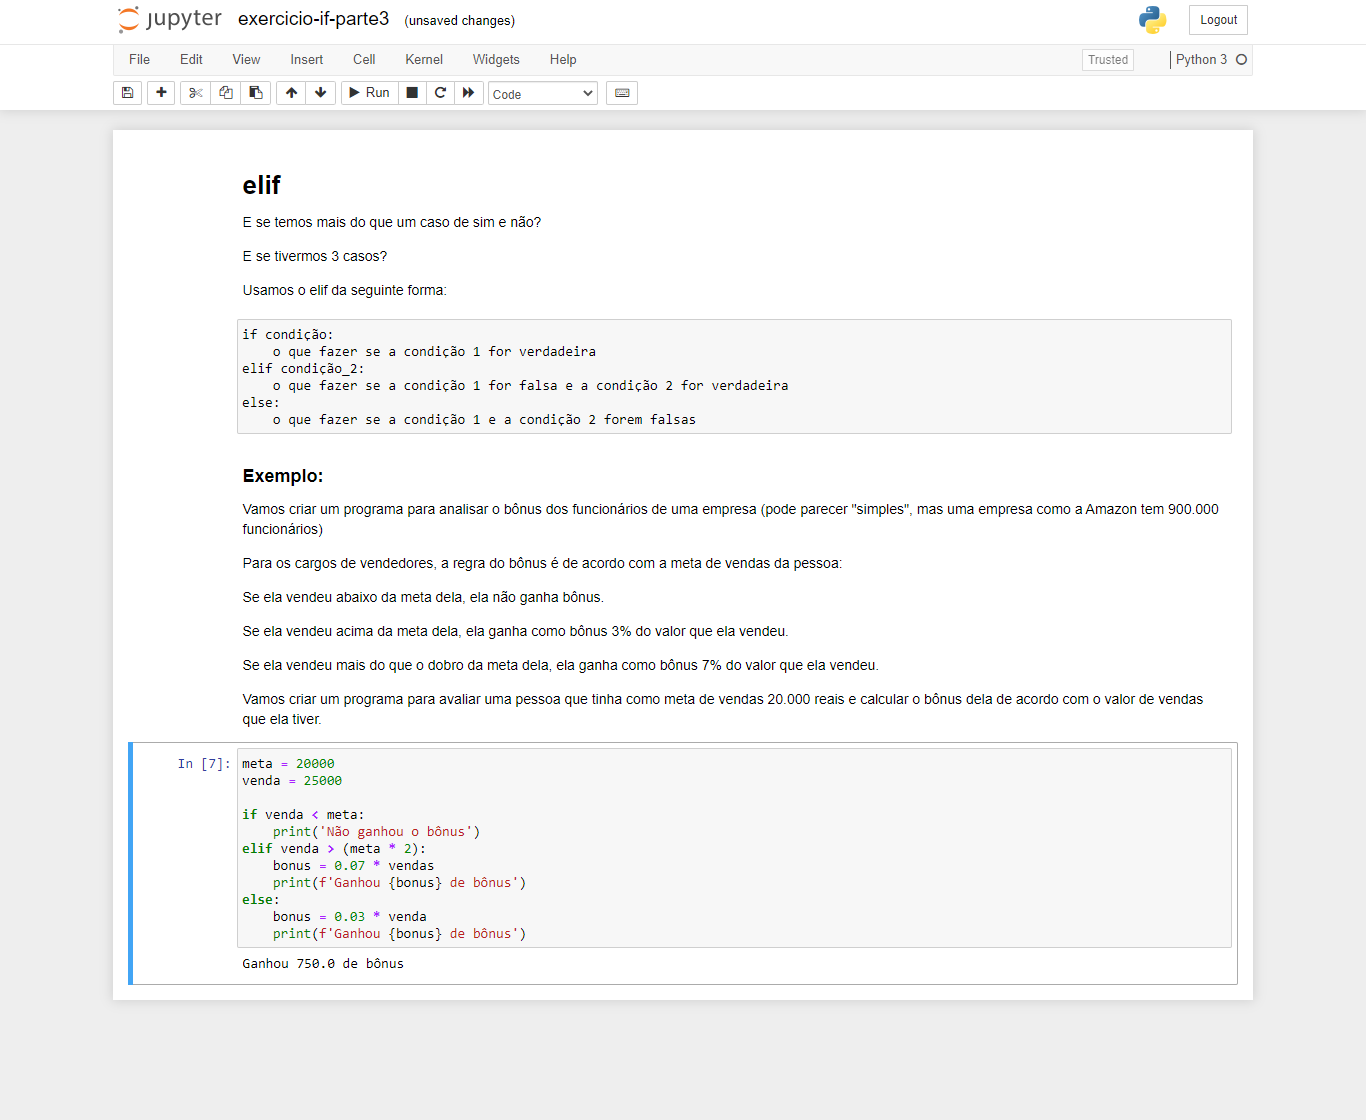 jupyter exercicio-if-parte3 (unsaved changes) Logout
File Edit View Insert Cell Kernel Widgets Help Trusted Python 3
Run Code
elif
E se temos mais do que um caso de sim e não?
E se tivermos 3 casos?
Usamos o elif da seguinte forma:
if condição:
    o que fazer se a condição 1 for verdadeira
elif condição_2:
    o que fazer se a condição 1 for falsa e a condição 2 for verdadeira
else:
    o que fazer se a condição 1 e a condição 2 forem falsas
Exemplo:
Vamos criar um programa para analisar o bônus dos funcionários de uma empresa (pode parecer "simples", mas uma empresa como a Amazon tem 900.000
funcionários)
Para os cargos de vendedores, a regra do bônus é de acordo com a meta de vendas da pessoa:
Se ela vendeu abaixo da meta dela, ela não ganha bônus.
Se ela vendeu acima da meta dela, ela ganha como bônus 3% do valor que ela vendeu.
Se ela vendeu mais do que o dobro da meta dela, ela ganha como bônus 7% do valor que ela vendeu.
Vamos criar um programa para avaliar uma pessoa que tinha como meta de vendas 20.000 reais e calcular o bônus dela de acordo com o valor de vendas
que ela tiver.
In [7]: meta = 20000
venda = 25000
if venda < meta:
    print('Não ganhou o bônus')
elif venda > (meta * 2):
    bonus = 0.07 * vendas
    print(f'Ganhou {bonus} de bônus')
else:
    bonus = 0.03 * venda
    print(f'Ganhou {bonus} de bônus')
Ganhou 750.0 de bônus